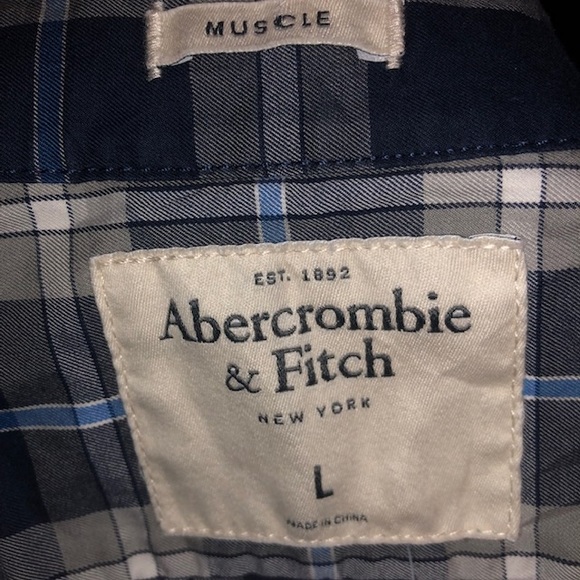 MUSCLE
EST. 1892
Abercrombie
& Fitch
NEW YORK
L
MADE IN CHINA